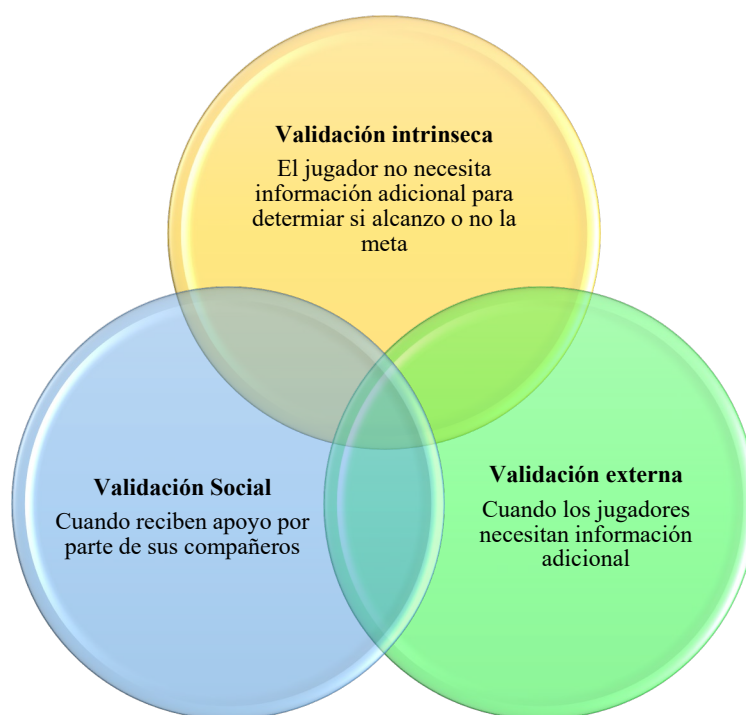 Validación intrinseca
El jugador no necesita
información adicional para
determiar si alcanzo o no la
meta
Validación Social
Cuando reciben apoyo por
parte de sus compañeros
Validación externa
Cuando los jugadores
necesitan información
adicional